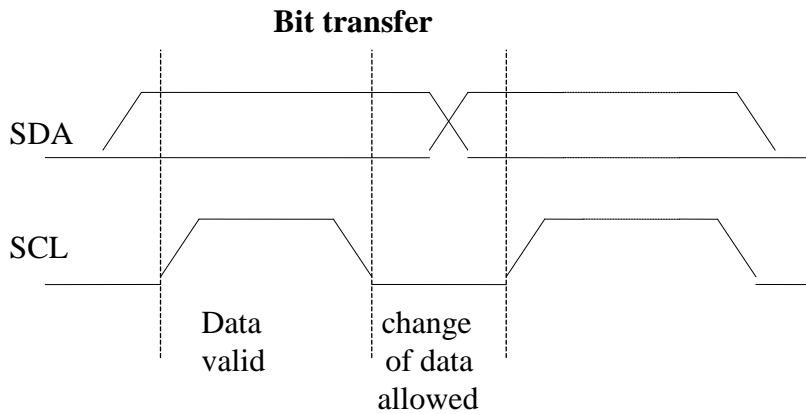 Bit transfer
SDA
SCL
Data
valid
change
of data
allowed